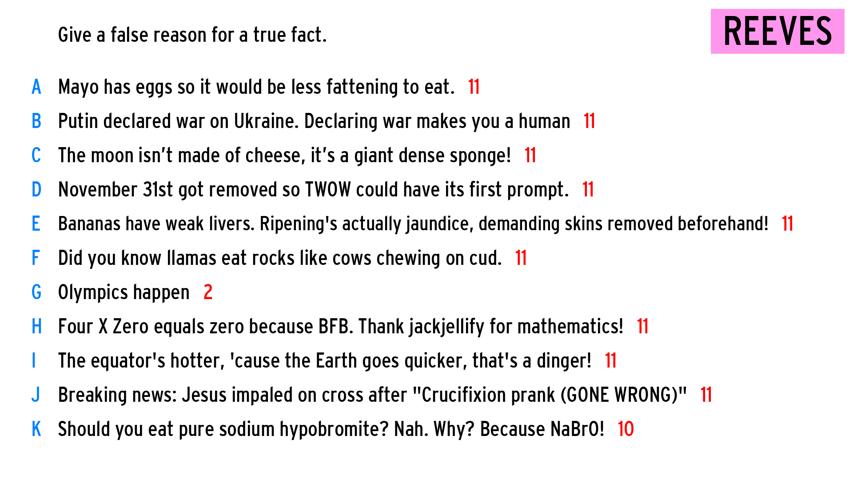 Give a false reason for a true fact.
REEVES
A Mayo has eggs so it would be less fattening to eat. 11
B Putin declared war on Ukraine. Declaring war makes you a human 11
C The moon isn't made of cheese, it's a giant dense sponge! 11
D November 31st got removed so TWOW could have its first prompt. 11
E Bananas have weak livers. Ripening's actually jaundice, demanding skins removed beforehand! 11
F Did you know llamas eat rocks like cows chewing on cud. 11
G Olympics happen 2
H Four X Zero equals zero because BFB. Thank jackjellify for mathematics! 11
I The equator's hotter, 'cause the Earth goes quicker, that's a dinger! 11
J Breaking news: Jesus impaled on cross after "Crucifixion prank (GONE WRONG)" 11
K Should you eat pure sodium hypobromite? Nah. Why? Because NaBrO! 10